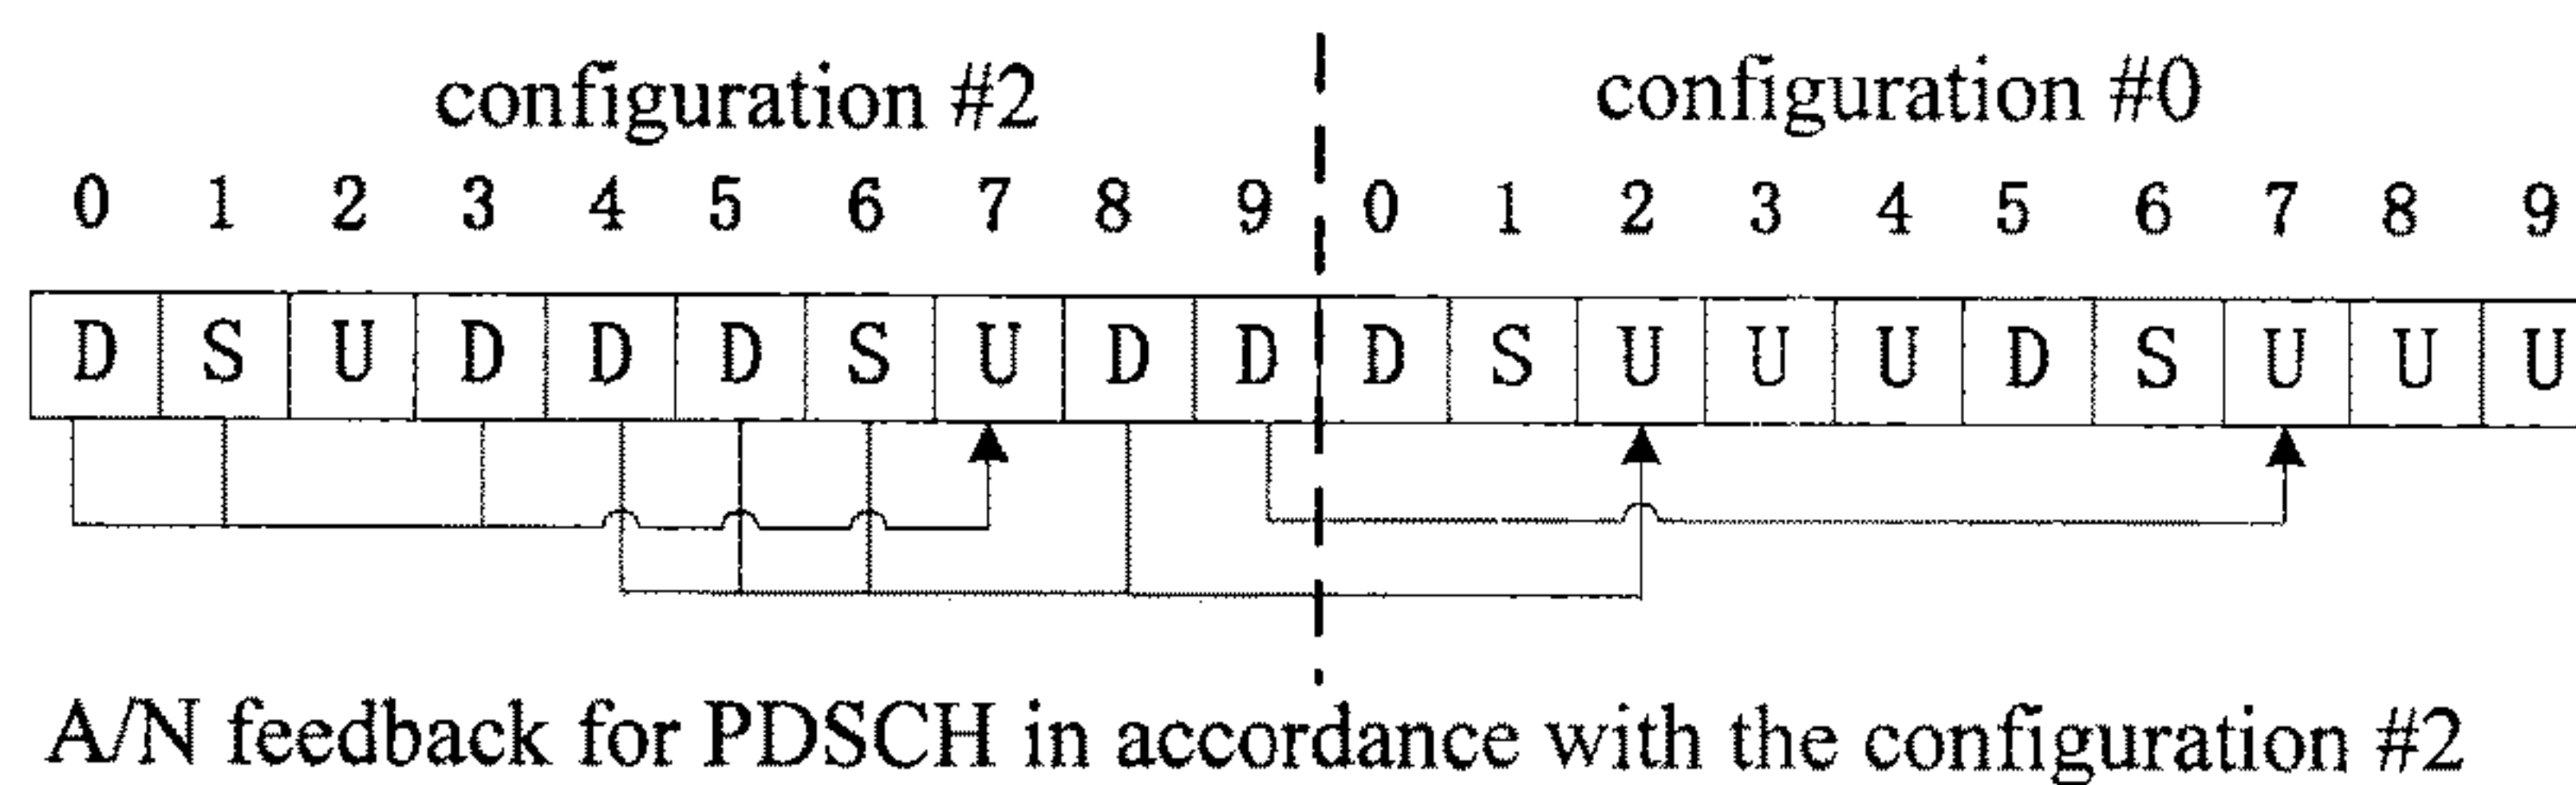 configuration #2 configuration #0
0 1 2 3 4 5 6 7 8 9 0 1 2 3 4 5 6 7 8 9
D S U D D D S U D D D S U U U D S U U U
A/N feedback for PDSCH in accordance with the configuration #2